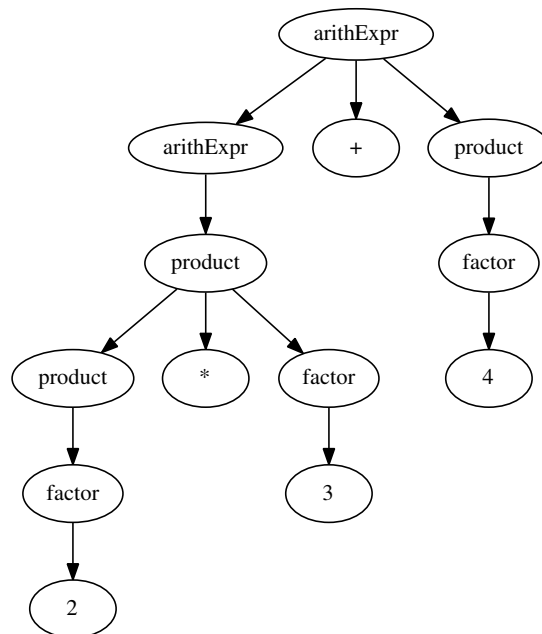 arithExpr
arithExpr + product
product factor
product * factor 4
factor 3
2